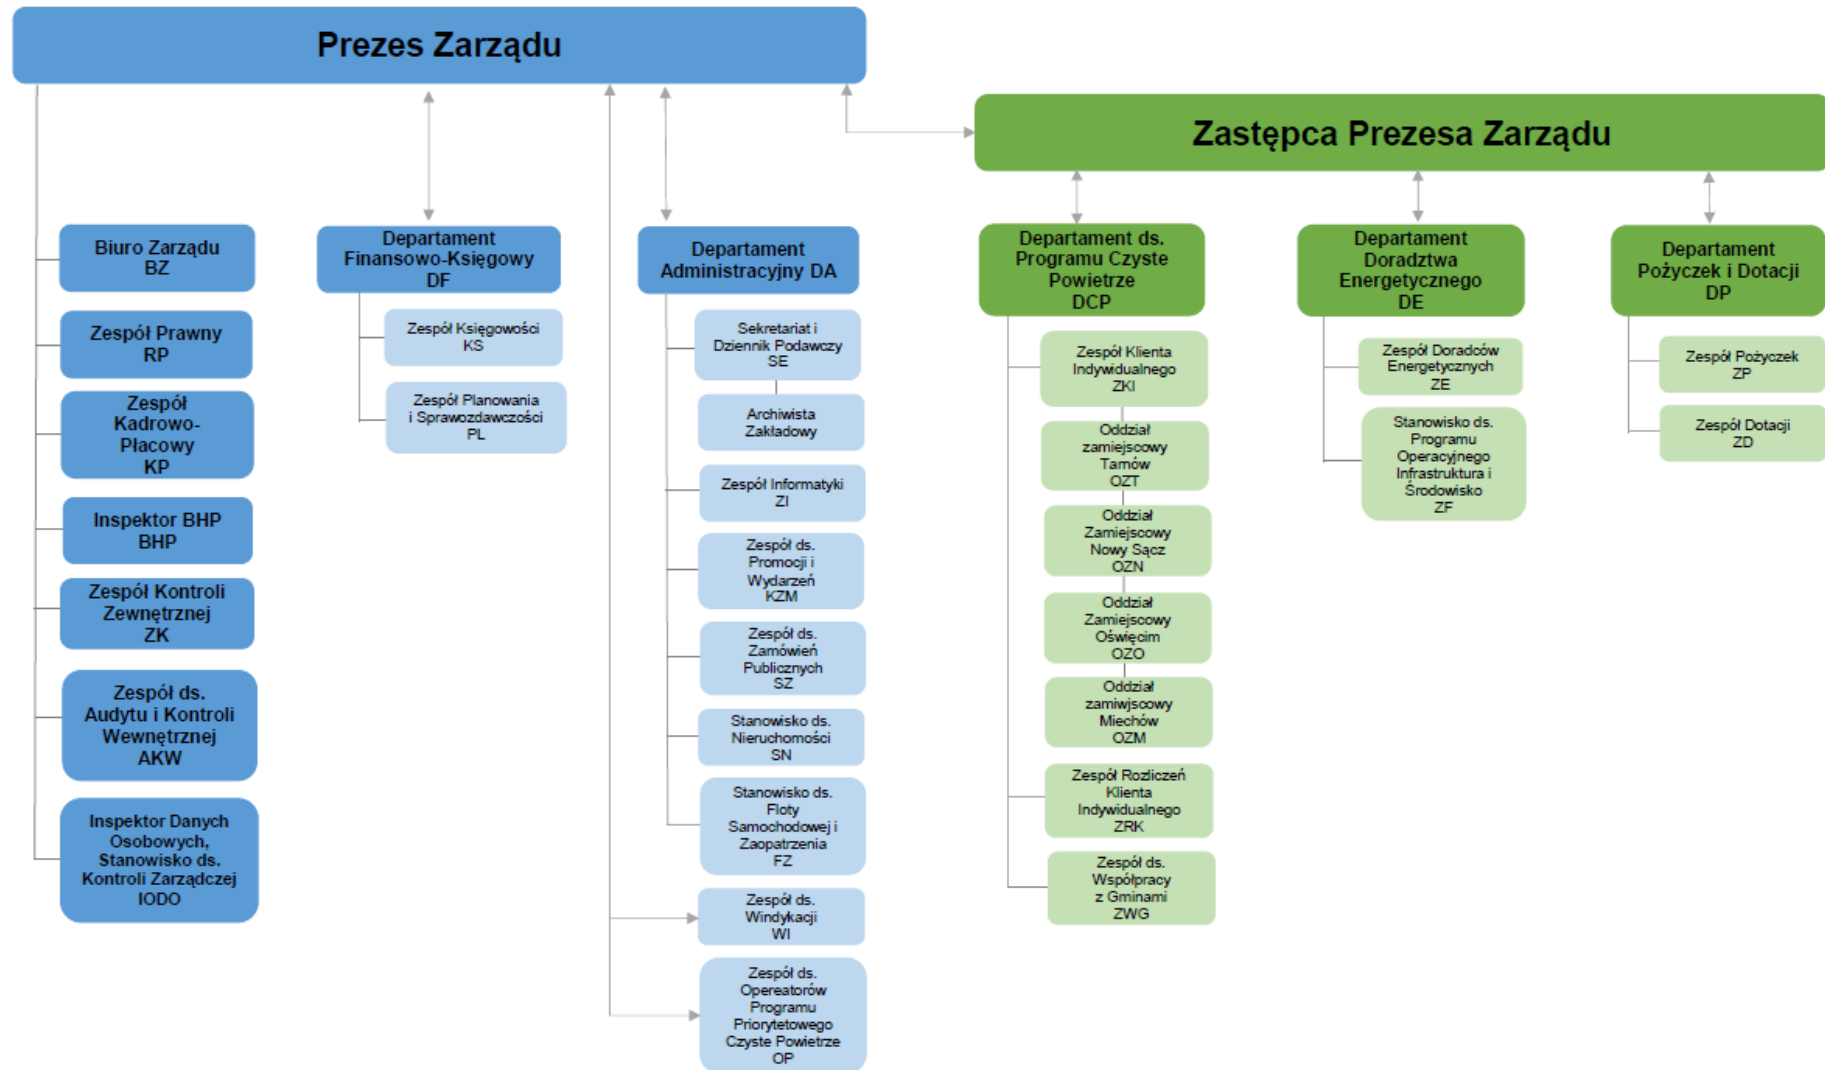 Prezes Zarządu
Zastępca Prezesa Zarządu
Biuro Zarządu
BZ
Zespół Prawny
RP
Zespół
Kadrowo-
Płacowy
KP
Inspektor BHP
BHP
Zespół Kontroli
Zewnętrznej
ZK
Zespół ds.
Audytu i Kontroli
Wewnętrznej
AKW
Inspektor Danych
Osobowych,
Stanowisko ds.
Kontroli Zarządczej
IODO
Departament
Finansowo-Księgowy
DF
Zespół Księgowości
KS
Zespół Planowania
i Sprawozdawczości
PL
Departament
Administracyjny DA
Sekretariat i
Dziennik Podawczy
SE
Archiwista
Zakładowy
Zespół Informatyki
ZI
Zespół ds.
Promocji i
Wydarzeń
KZM
Zespół ds.
Zamówień
Publicznych
SZ
Stanowisko ds.
Nieruchomości
SN
Stanowisko ds.
Floty
Samochodowej i
Zaopatrzenia
FZ
Zespół ds.
Windykacji
WI
Zespół ds.
Opereatorów
Programu
Priorytetowego
Czyste Powietrze
OP
Departament ds.
Programu Czyste
Powietrze
DCP
Zespół Klienta
Indywidualnego
ZKI
Oddział
zamiejscowy
Tarnów
OZT
Oddział
Zamiejscowy
Nowy Sącz
OZN
Oddział
Zamiejscowy
Oświęcim
OZO
Oddział
zamiwjscowy
Miechów
OZM
Zespół Rozliczeń
Klienta
Indywidualnego
ZRK
Zespół ds.
Współpracy
z Gminami
ZWG
Departament
Doradztwa
Energetycznego
DE
Zespół Doradców
Energetycznych
ZE
Stanowisko ds.
Programu
Operacyjnego
Infrastruktura i
Środowisko
ZF
Departament
Pożyczek i Dotacji
DP
Zespół Pożyczek
ZP
Zespół Dotacji
ZD